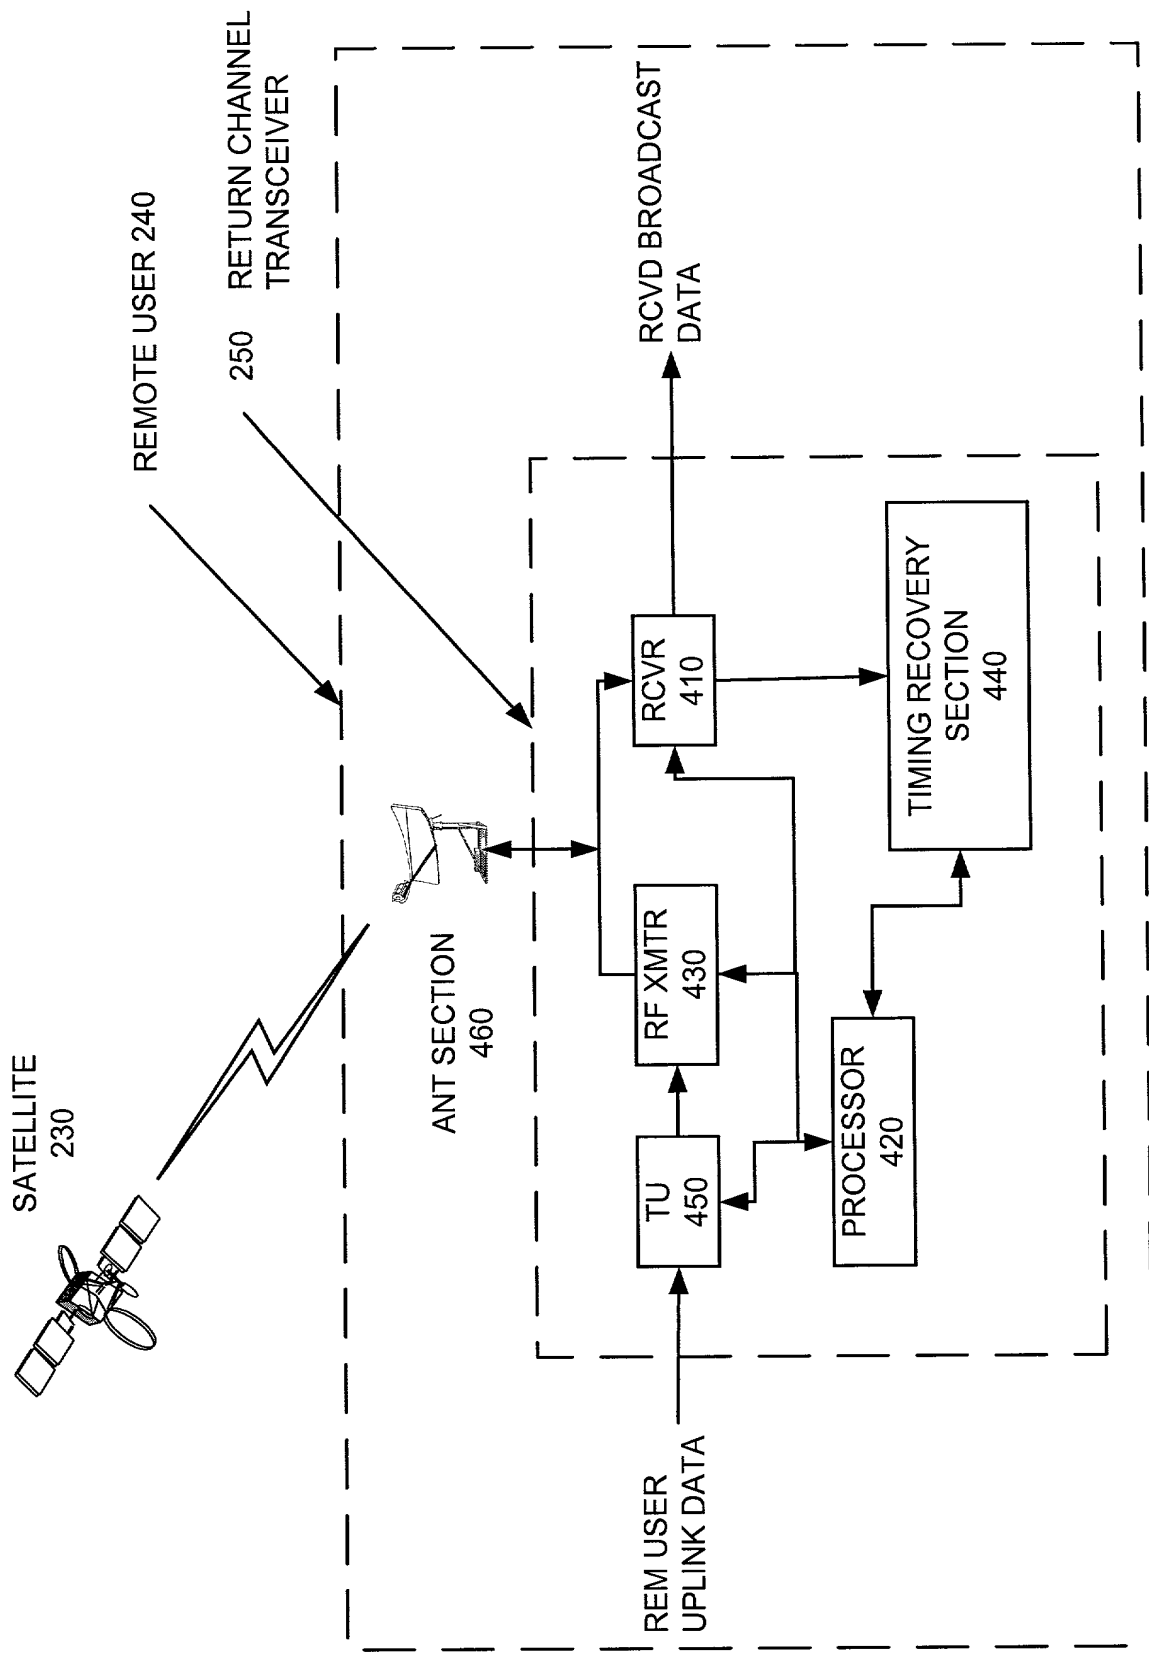 SATELLITE
230
REMOTE USER 240
250 RETURN CHANNEL
TRANSCEIVER
ANT SECTION
460
REM USER
UPLINK DATA
TU
450
RF XMTR
430
RCVR
410
RCVD BROADCAST
DATA
PROCESSOR
420
TIMING RECOVERY
SECTION
440